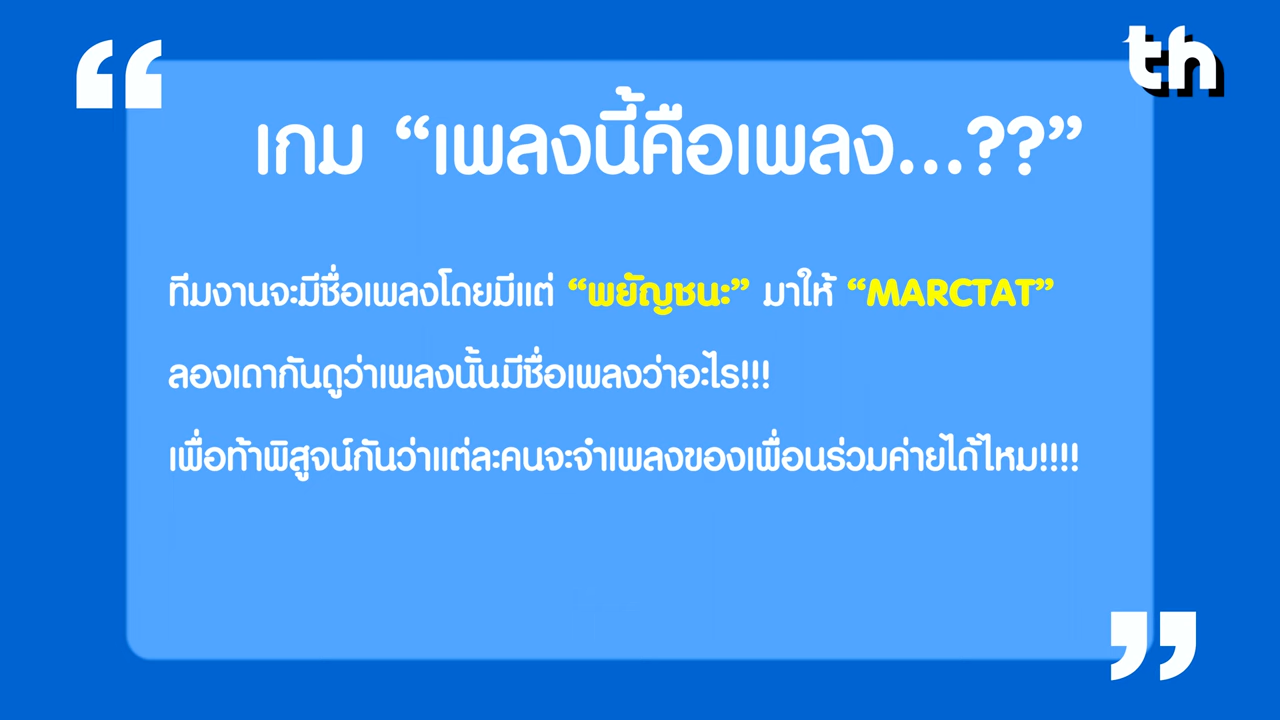 th
เกม “เพลงนี้คือเพลง...??”
ทีมงานจะมีชื่อเพลงโดยมีแต่ “พยัญชนะ” มาให้ “MARCTAT”
ลองเดากันดูว่าเพลงนั้นมีชื่อเพลงว่าอะไร!!!
เพื่อท้าพิสูจน์กันว่าแต่ละคนจะจำเพลงของเพื่อนร่วมค่ายได้ไหม!!!!